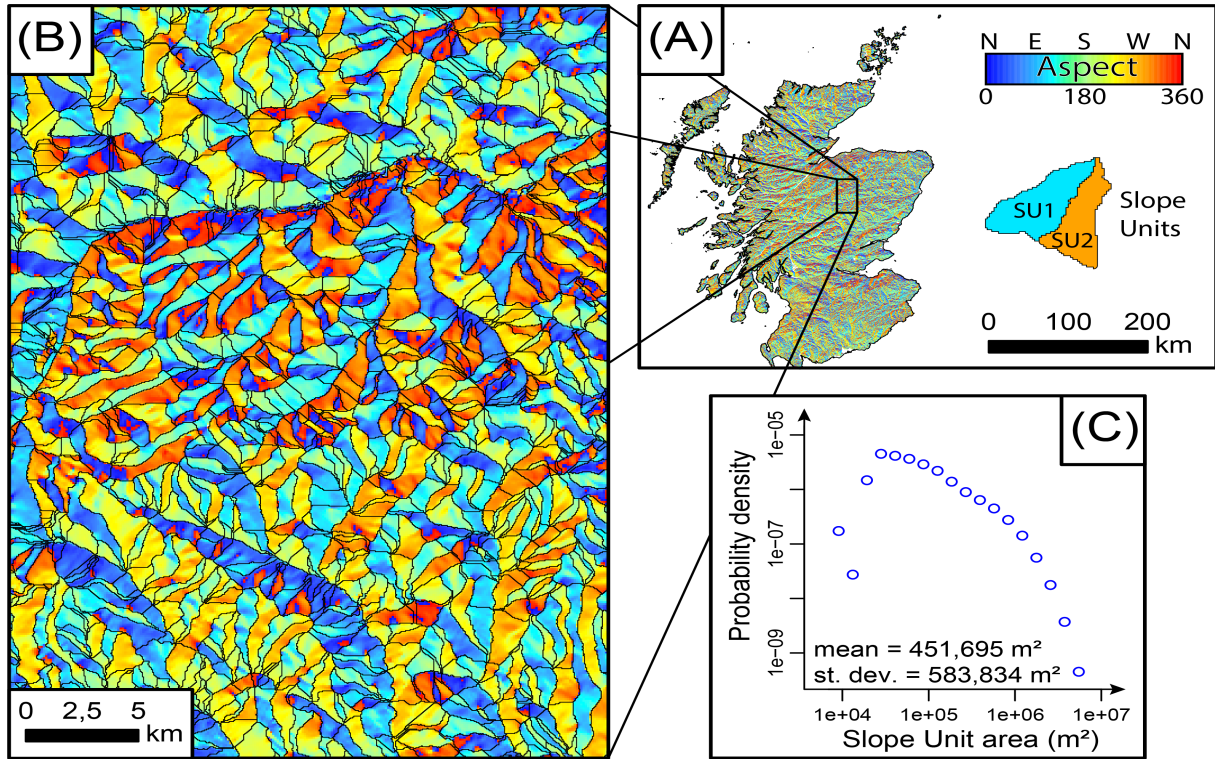 (B)
(A)
N E S W N
Aspect
0 180 360
SU1
SU2
Slope
Units
0 100 200
km
0 2,5 5
km
(C)
Probability density
1e-05
1e-07
1e-09
mean = 451,695 m²
st. dev. = 583,834 m²
1e+04 1e+05 1e+06 1e+07
Slope Unit area (m²)